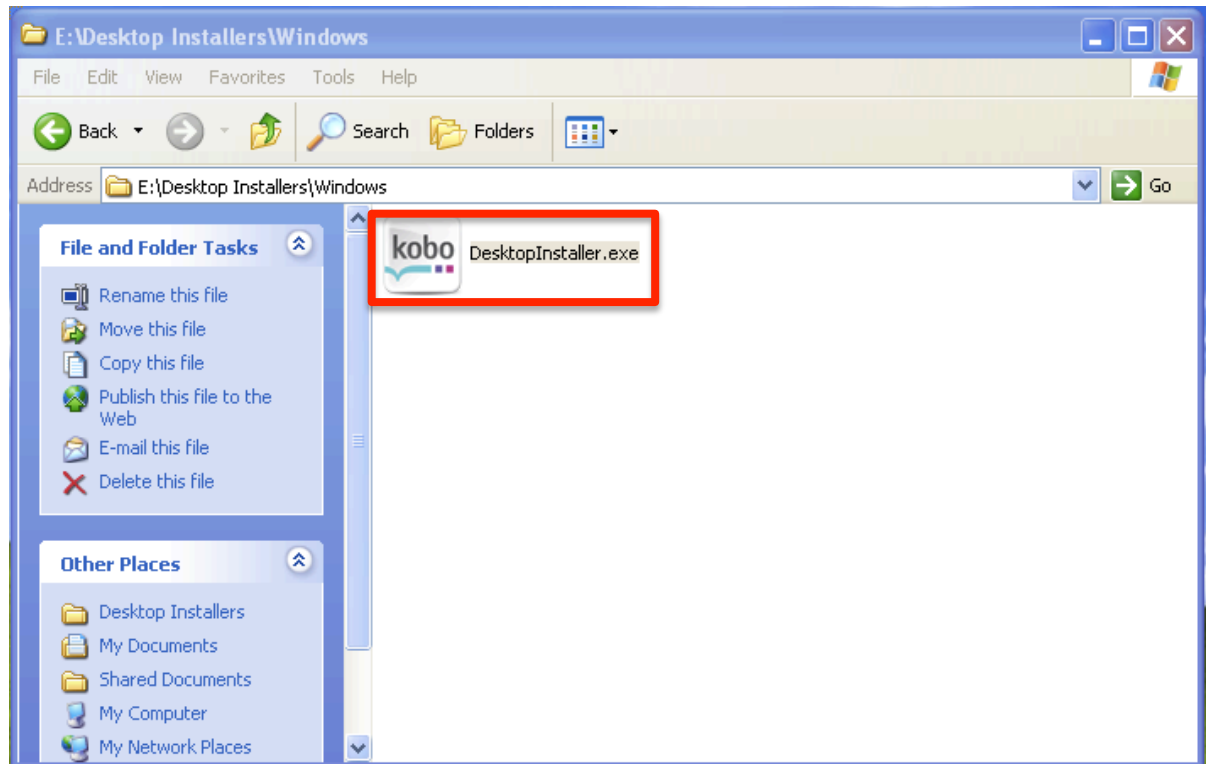 E:\Desktop Installers\Windows
File Edit View Favorites Tools Help
Back Search Folders
Address E:\Desktop Installers\Windows Go
File and Folder Tasks
Rename this file
Move this file
Copy this file
Publish this file to the
Web
E-mail this file
Delete this file
kobo DesktopInstaller.exe
Other Places
Desktop Installers
My Documents
Shared Documents
My Computer
My Network Places